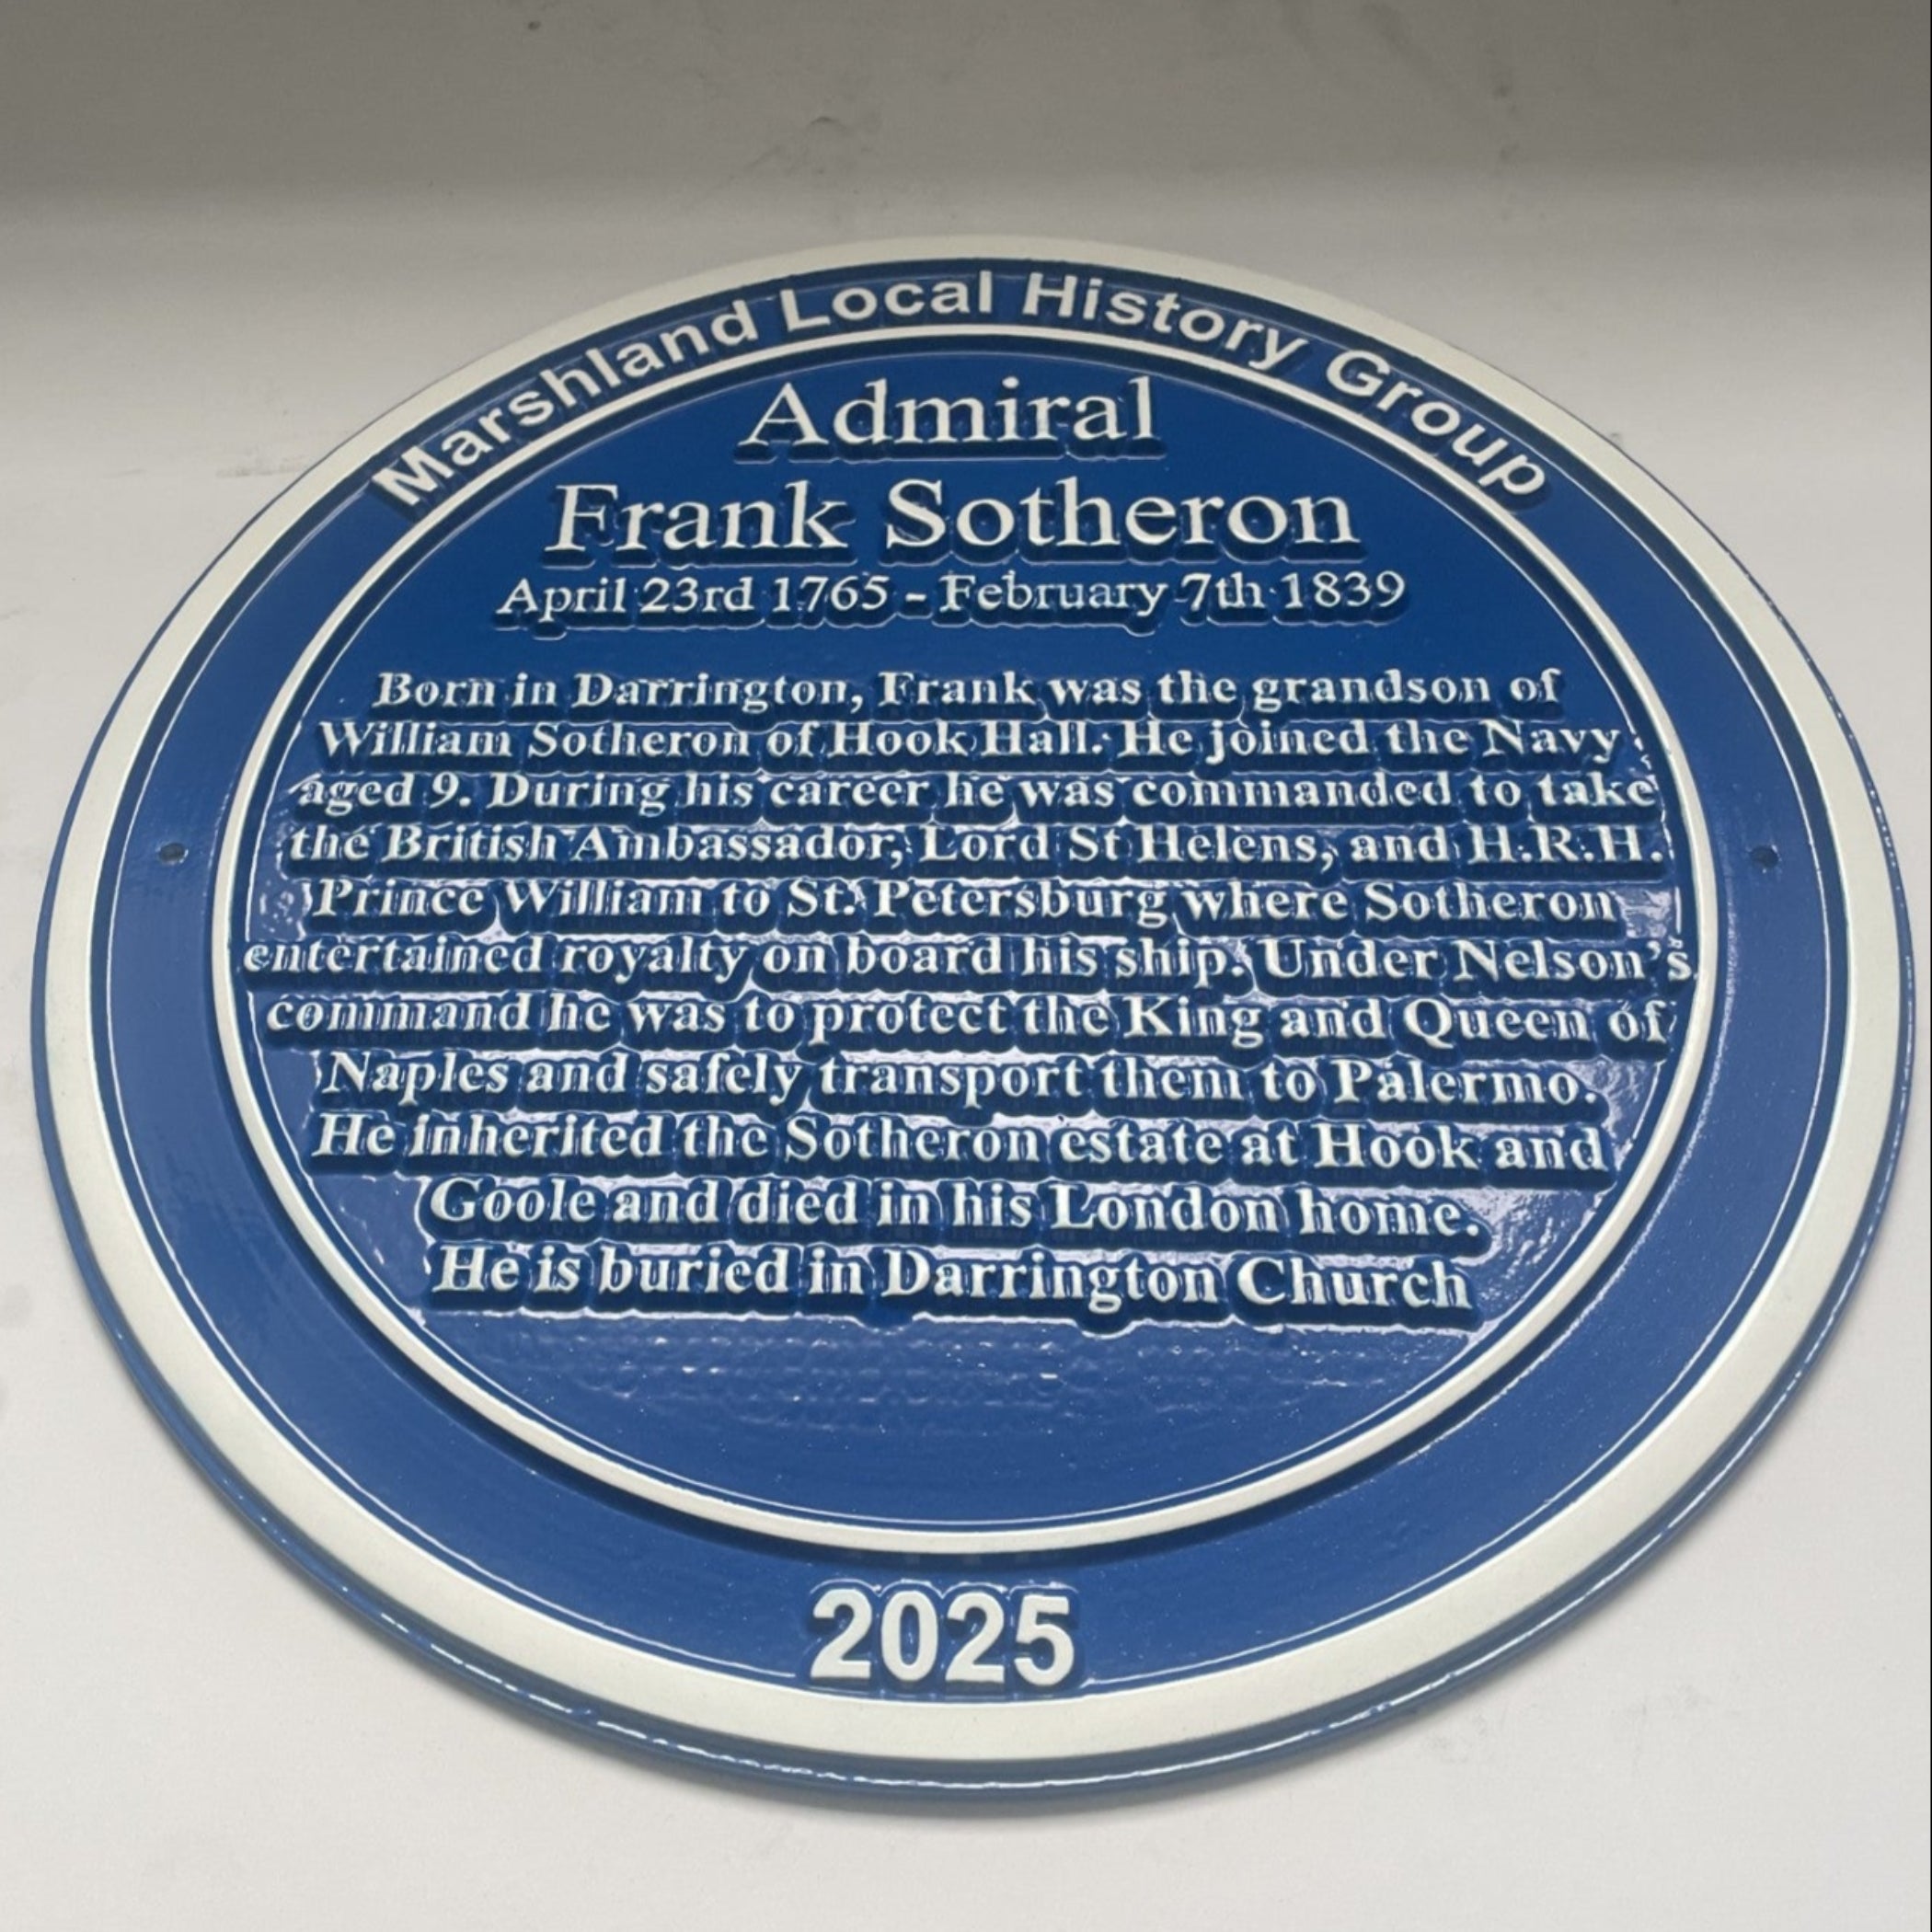 Marshland Local History Group
Admiral
Frank Sotheron
April 23rd 1765 - February 7th 1839
Born in Darrington, Frank was the grandson of
William Sotheron of Hook Hall. He joined the Navy
aged 9. During his career he was commanded to take
the British Ambassador, Lord St Helens, and H.R.H.
Prince William to St. Petersburg where Sotheron
entertained royalty on board his ship. Under Nelson's
command he was to protect the King and Queen of
Naples and safely transport them to Palermo.
He inherited the Sotheron estate at Hook and
Goole and died in his London home.
He is buried in Darrington Church
2025